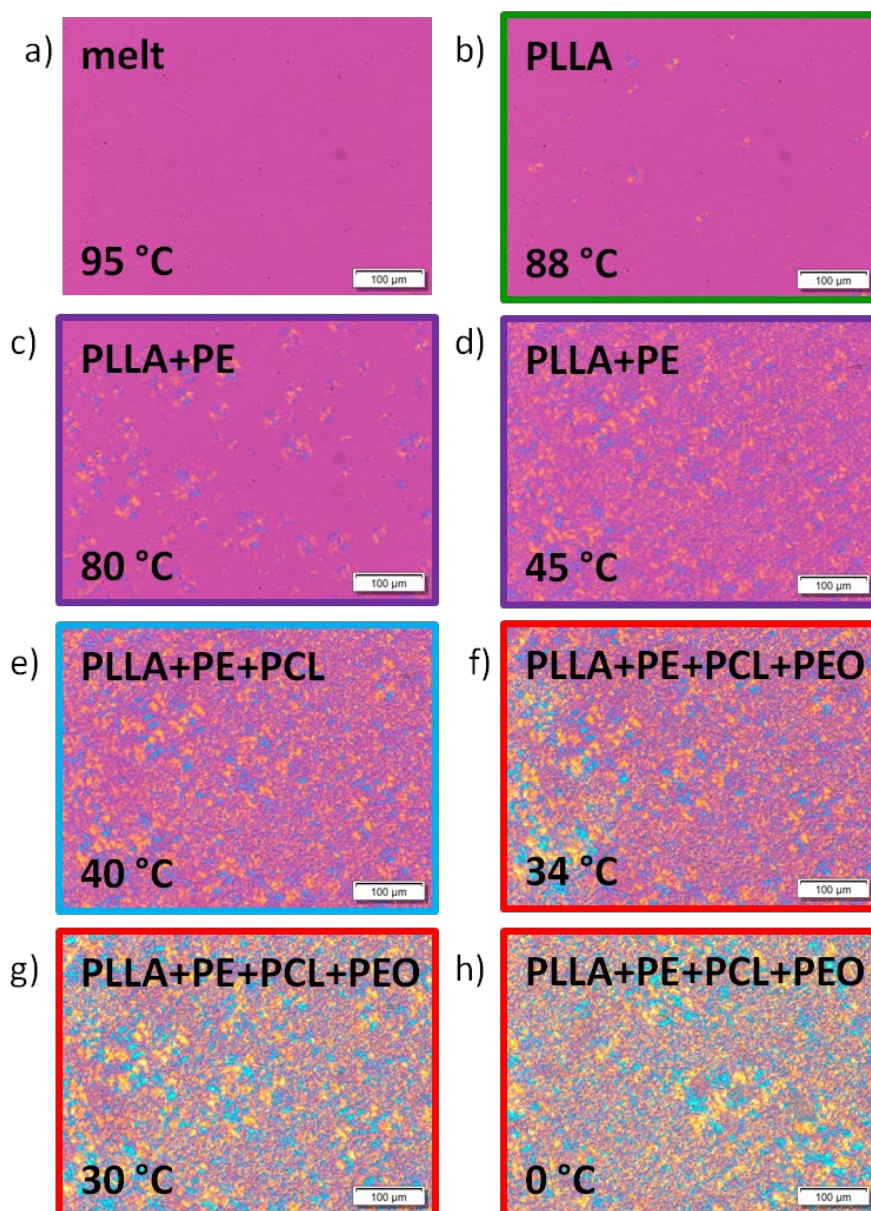 a)
melt
95 °C
100 µm
b)
PLLA
88 °C
100 µm
c)
PLLA+PE
80 °C
100 µm
d)
PLLA+PE
45 °C
100 µm
e)
PLLA+PE+PCL
40 °C
100 µm
f)
PLLA+PE+PCL+PEO
34 °C
100 µm
g)
PLLA+PE+PCL+PEO
30 °C
100 µm
h)
PLLA+PE+PCL+PEO
0 °C
100 µm